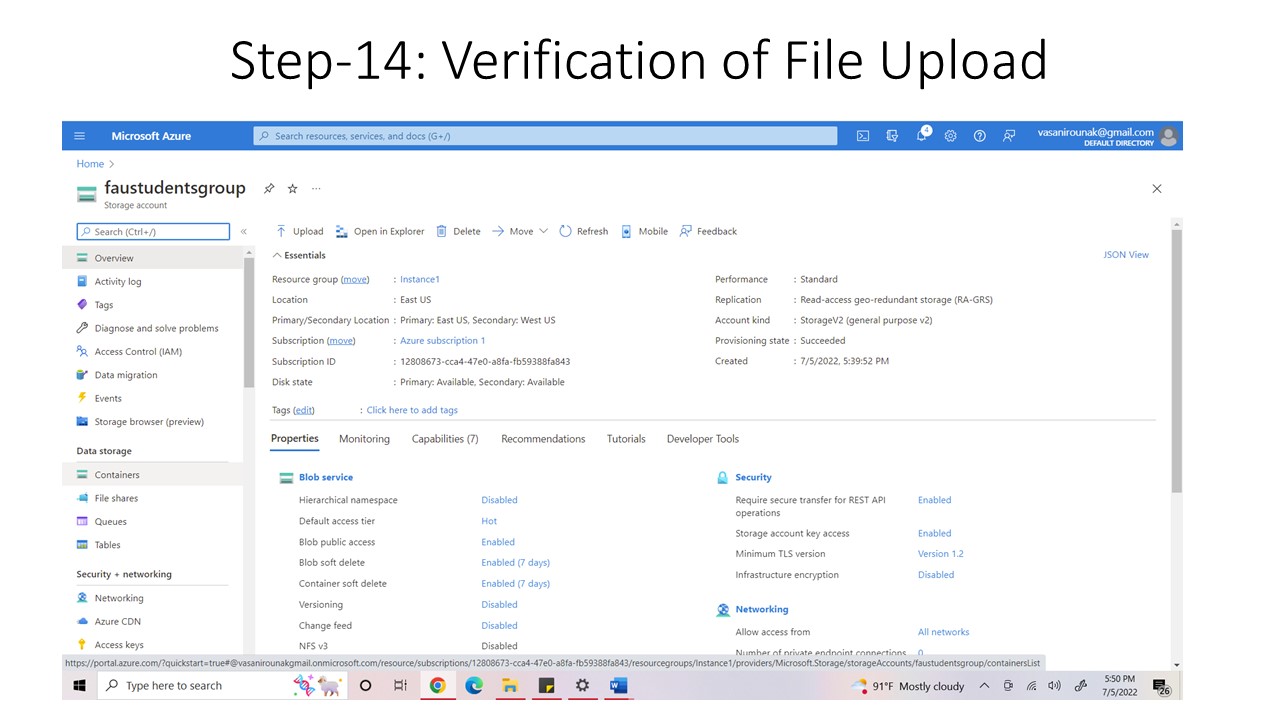 Step-14: Verification of File Upload
Microsoft Azure
Search resources, services, and docs (G+/)
4
vasanirounak@gmail.com
DEFAULT DIRECTORY
Home >
faustudentsgroup
Storage account
Search (Ctrl+/)
«
Upload Open in Explorer Delete Move Refresh Mobile Feedback
Overview
Activity log
Tags
Diagnose and solve problems
Access Control (IAM)
Data migration
Events
Storage browser (preview)
Data storage
Containers
File shares
Queues
Tables
Security + networking
Networking
Azure CDN
Access keys
Essentials
JSON View
Resource group (move) : Instance1
Location : East US
Primary/Secondary Location : Primary: East US, Secondary: West US
Subscription (move) : Azure subscription 1
Subscription ID : 12808673-cca4-47e0-a8fa-fb59388fa843
Disk state : Primary: Available, Secondary: Available
Performance : Standard
Replication : Read-access geo-redundant storage (RA-GRS)
Account kind : StorageV2 (general purpose v2)
Provisioning state : Succeeded
Created : 7/5/2022, 5:39:52 PM
Tags (edit) : Click here to add tags
Properties Monitoring Capabilities (7) Recommendations Tutorials Developer Tools
Blob service
Hierarchical namespace Disabled
Default access tier Hot
Blob public access Enabled
Blob soft delete Enabled (7 days)
Container soft delete Enabled (7 days)
Versioning Disabled
Change feed Disabled
NFS v3 Disabled
Security
Require secure transfer for REST API Enabled
operations
Storage account key access Enabled
Minimum TLS version Version 1.2
Infrastructure encryption Disabled
Networking
Allow access from All networks
Number of private endpoint connections 0
https://portal.azure.com/?quickstart=true#@vasanirounakgmail.onmicrosoft.com/resource/subscriptions/12808673-cca4-47e0-a8fa-fb59388fa843/resourcegroups/Instance1/providers/Microsoft.Storage/storageAccounts/faustudentsgroup/containersList
Type here to search
91°F Mostly cloudy
5:50 PM
7/5/2022
26